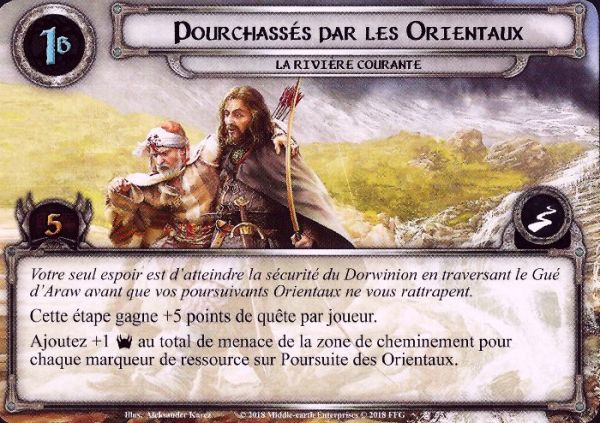 1B
Pourchassés par les Orientaux
La Rivière Courante
5
Votre seul espoir est d'atteindre la sécurité du Dorwinion en traversant le Gué
d'Araw avant que vos poursuivants Orientaux ne vous rattrapent.
Cette étape gagne +5 points de quête par joueur.
Ajoutez +1 au total de menace de la zone de cheminement pour
chaque marqueur de ressource sur Poursuite des Orientaux.
Illus. Aleksander Karcz © 2018 Middle-earth Enterprises © 2018 FFG